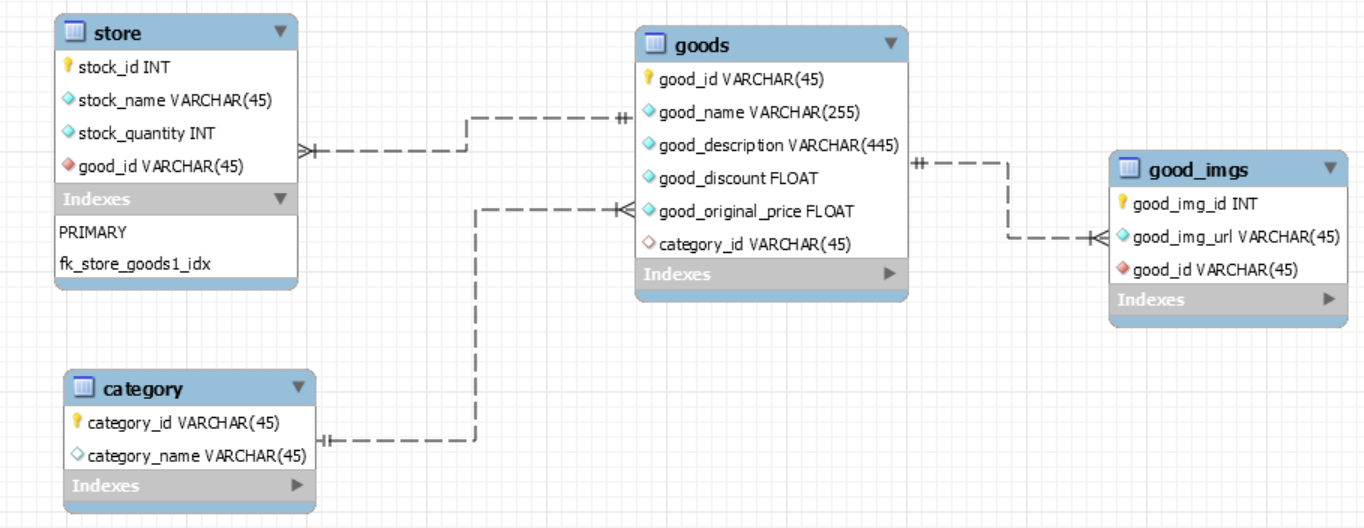 store
stock_id INT
stock_name VARCHAR(45)
stock_quantity INT
good_id VARCHAR(45)
Indexes
PRIMARY
fk_store_goods1_idx
goods
good_id VARCHAR(45)
good_name VARCHAR(255)
good_description VARCHAR(445)
good_discount FLOAT
good_original_price FLOAT
category_id VARCHAR(45)
Indexes
good_imgs
good_img_id INT
good_img_url VARCHAR(45)
good_id VARCHAR(45)
Indexes
category
category_id VARCHAR(45)
category_name VARCHAR(45)
Indexes